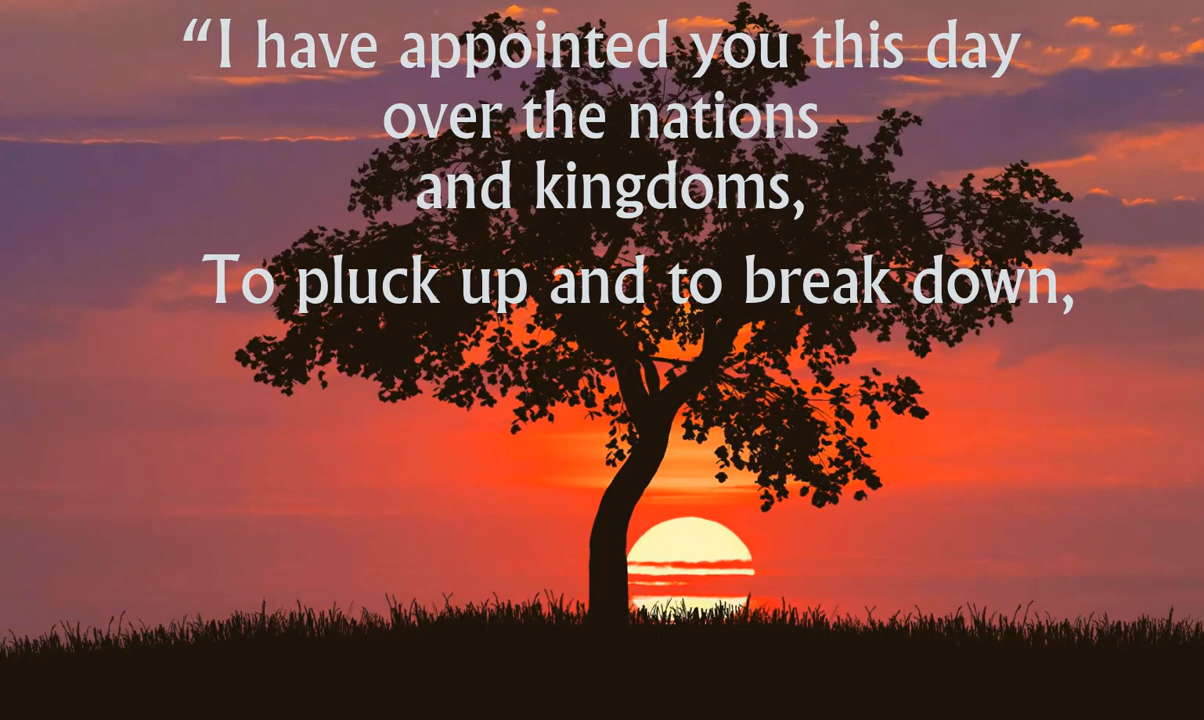 “I have appointed you this day
over the nations
and kingdoms,
To pluck up and to break down,